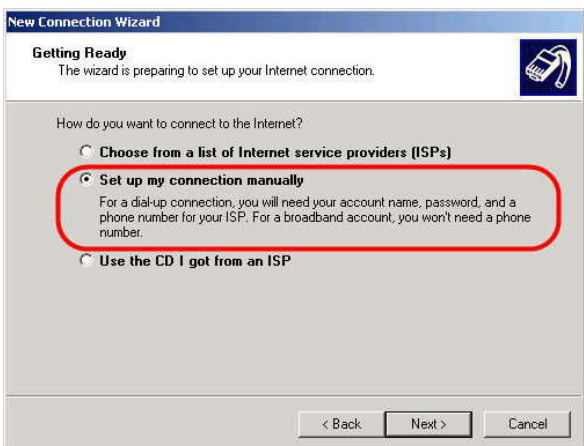 New Connection Wizard
Getting Ready
The wizard is preparing to set up your Internet connection.
How do you want to connect to the Internet?
Choose from a list of Internet service providers (ISPs)
Set up my connection manually
For a dial-up connection, you will need your account name, password, and a
phone number for your ISP. For a broadband account, you won't need a phone
number.
Use the CD I got from an ISP
< Back
Next >
Cancel